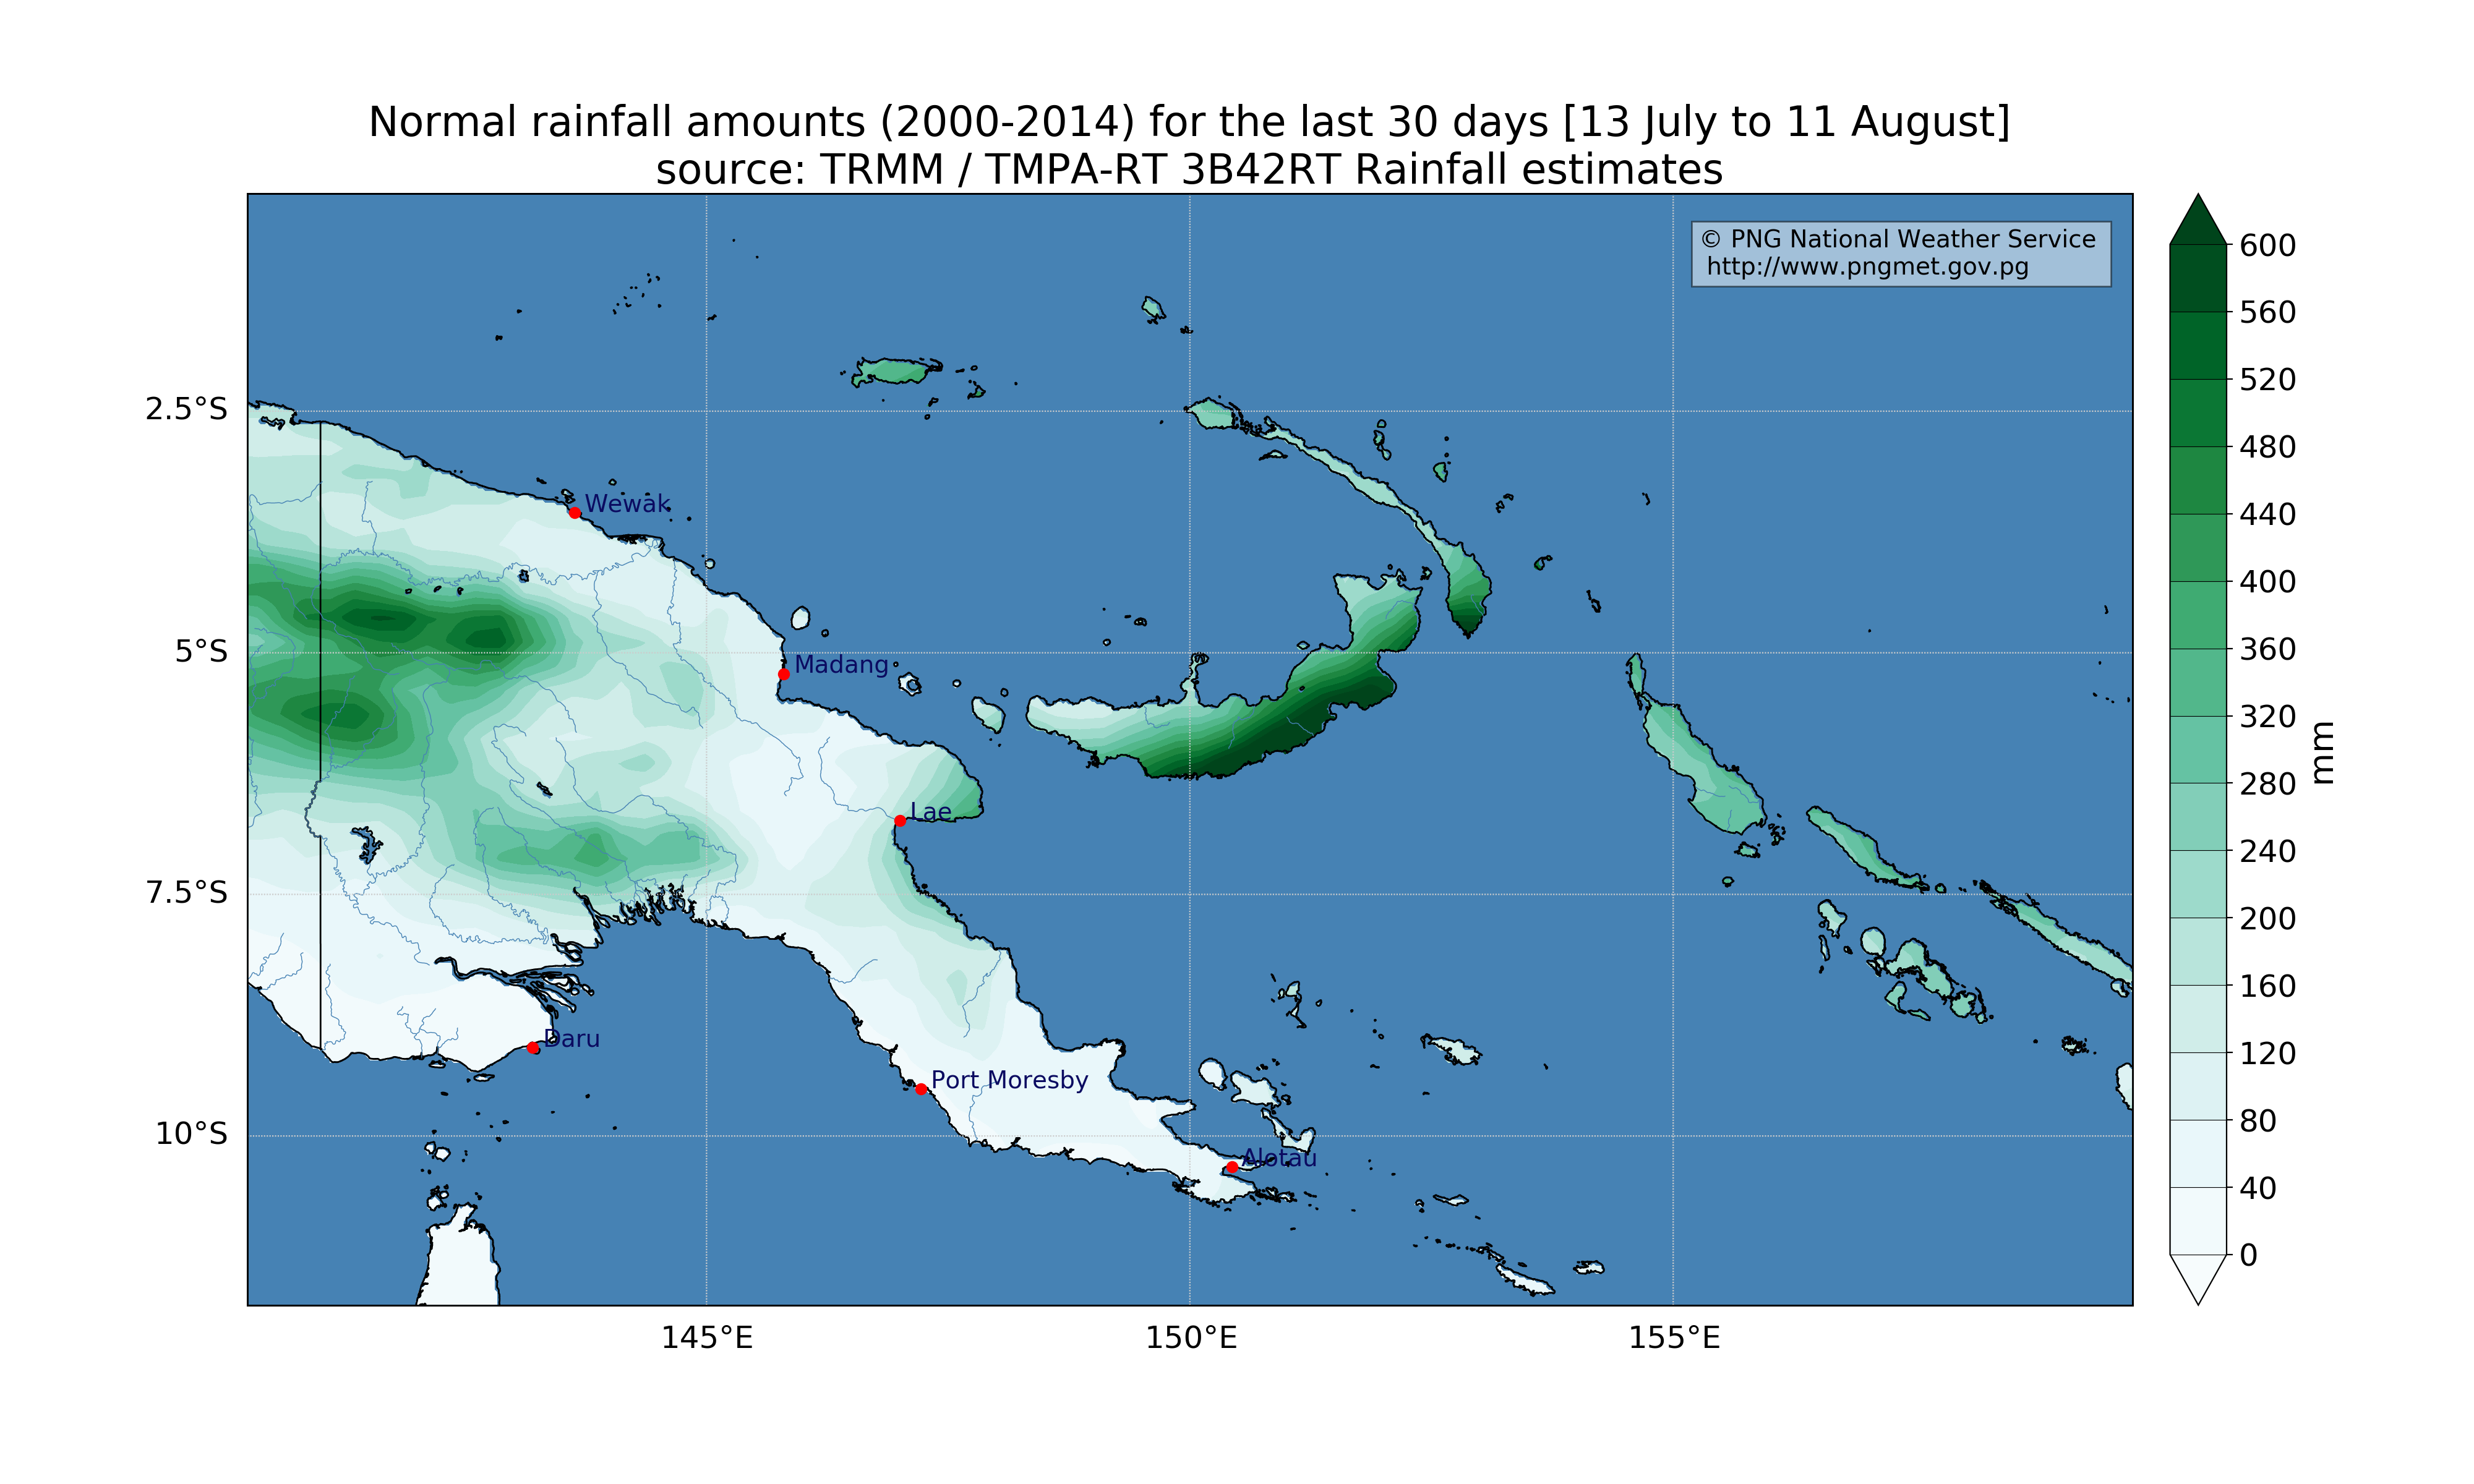 Normal rainfall amounts (2000-2014) for the last 30 days [13 July to 11 August]
source: TRMM / TMPA-RT 3B42RT Rainfall estimates
© PNG National Weather Service
http://www.pngmet.gov.pg
600
560
520
480
440
400
360
320
280
240
200
160
120
80
40
0
mm
2.5°S
5°S
7.5°S
10°S
Wewak
Madang
Lae
Daru
Port Moresby
Alotau
145°E
150°E
155°E